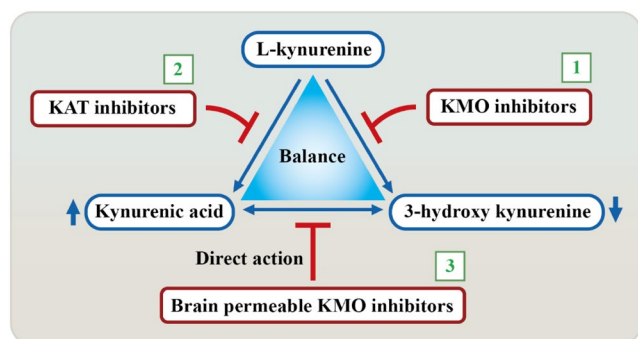 L-kynurenine
2
1
KAT inhibitors
KMO inhibitors
Balance
Kynurenic acid
3-hydroxy kynurenine
Direct action
3
Brain permeable KMO inhibitors